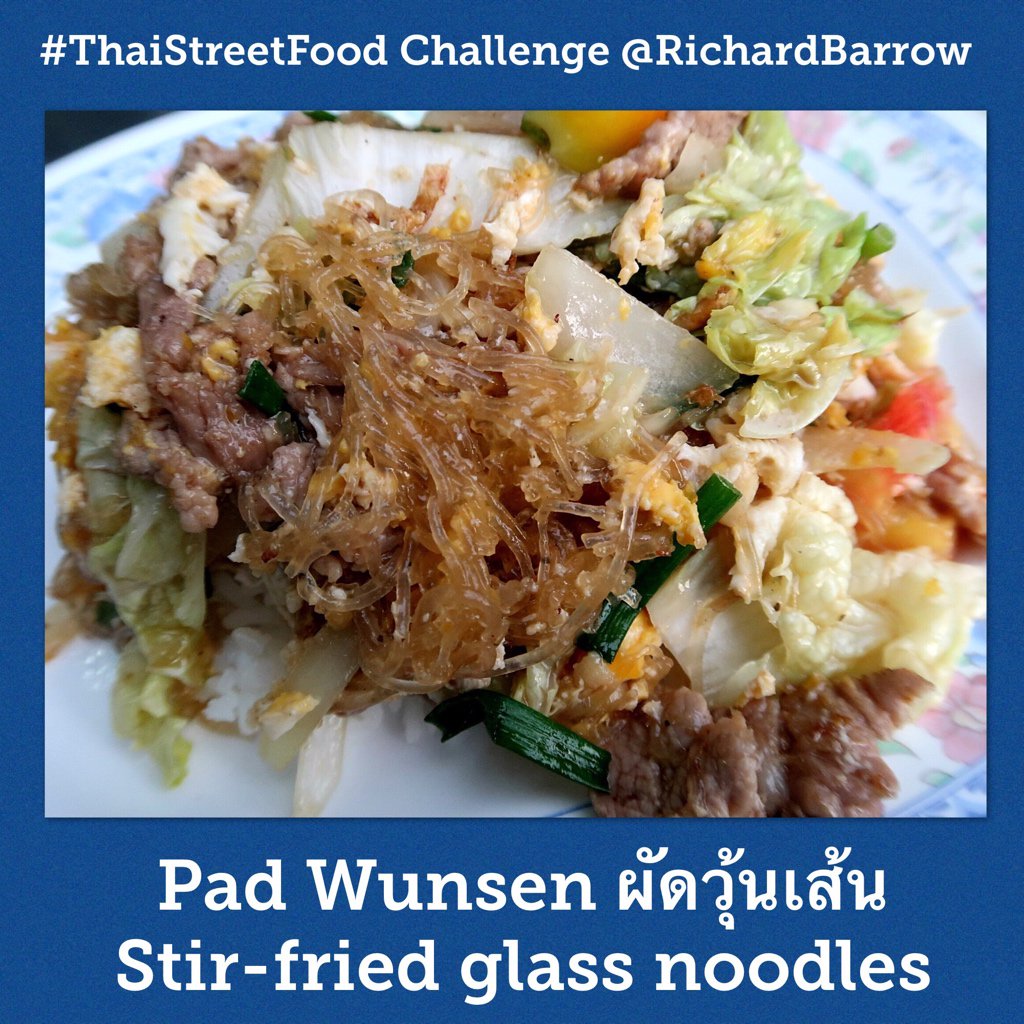 #ThaiStreetFood Challenge @RichardBarrow
Pad Wunsen ผัดวุ้นเส้น
Stir-fried glass noodles